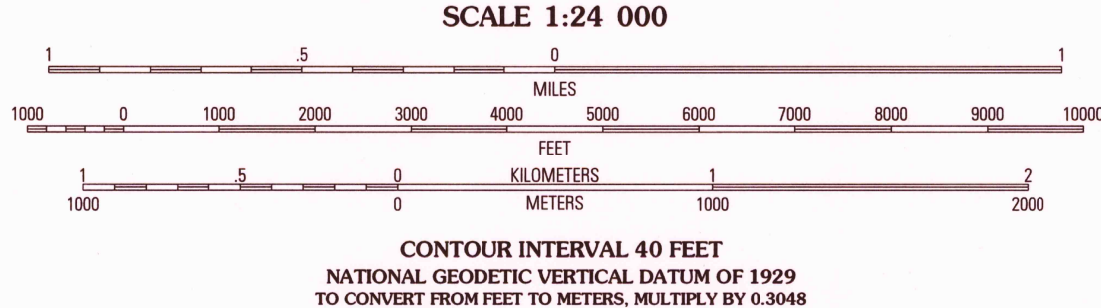 SCALE 1:24 000
1 .5 0 1
MILES
1000 0 1000 2000 3000 4000 5000 6000 7000 8000 9000 10000
FEET
1 .5 0 KILOMETERS 1 2
1000 0 METERS 1000 2000
CONTOUR INTERVAL 40 FEET
NATIONAL GEODETIC VERTICAL DATUM OF 1929
TO CONVERT FROM FEET TO METERS, MULTIPLY BY 0.3048